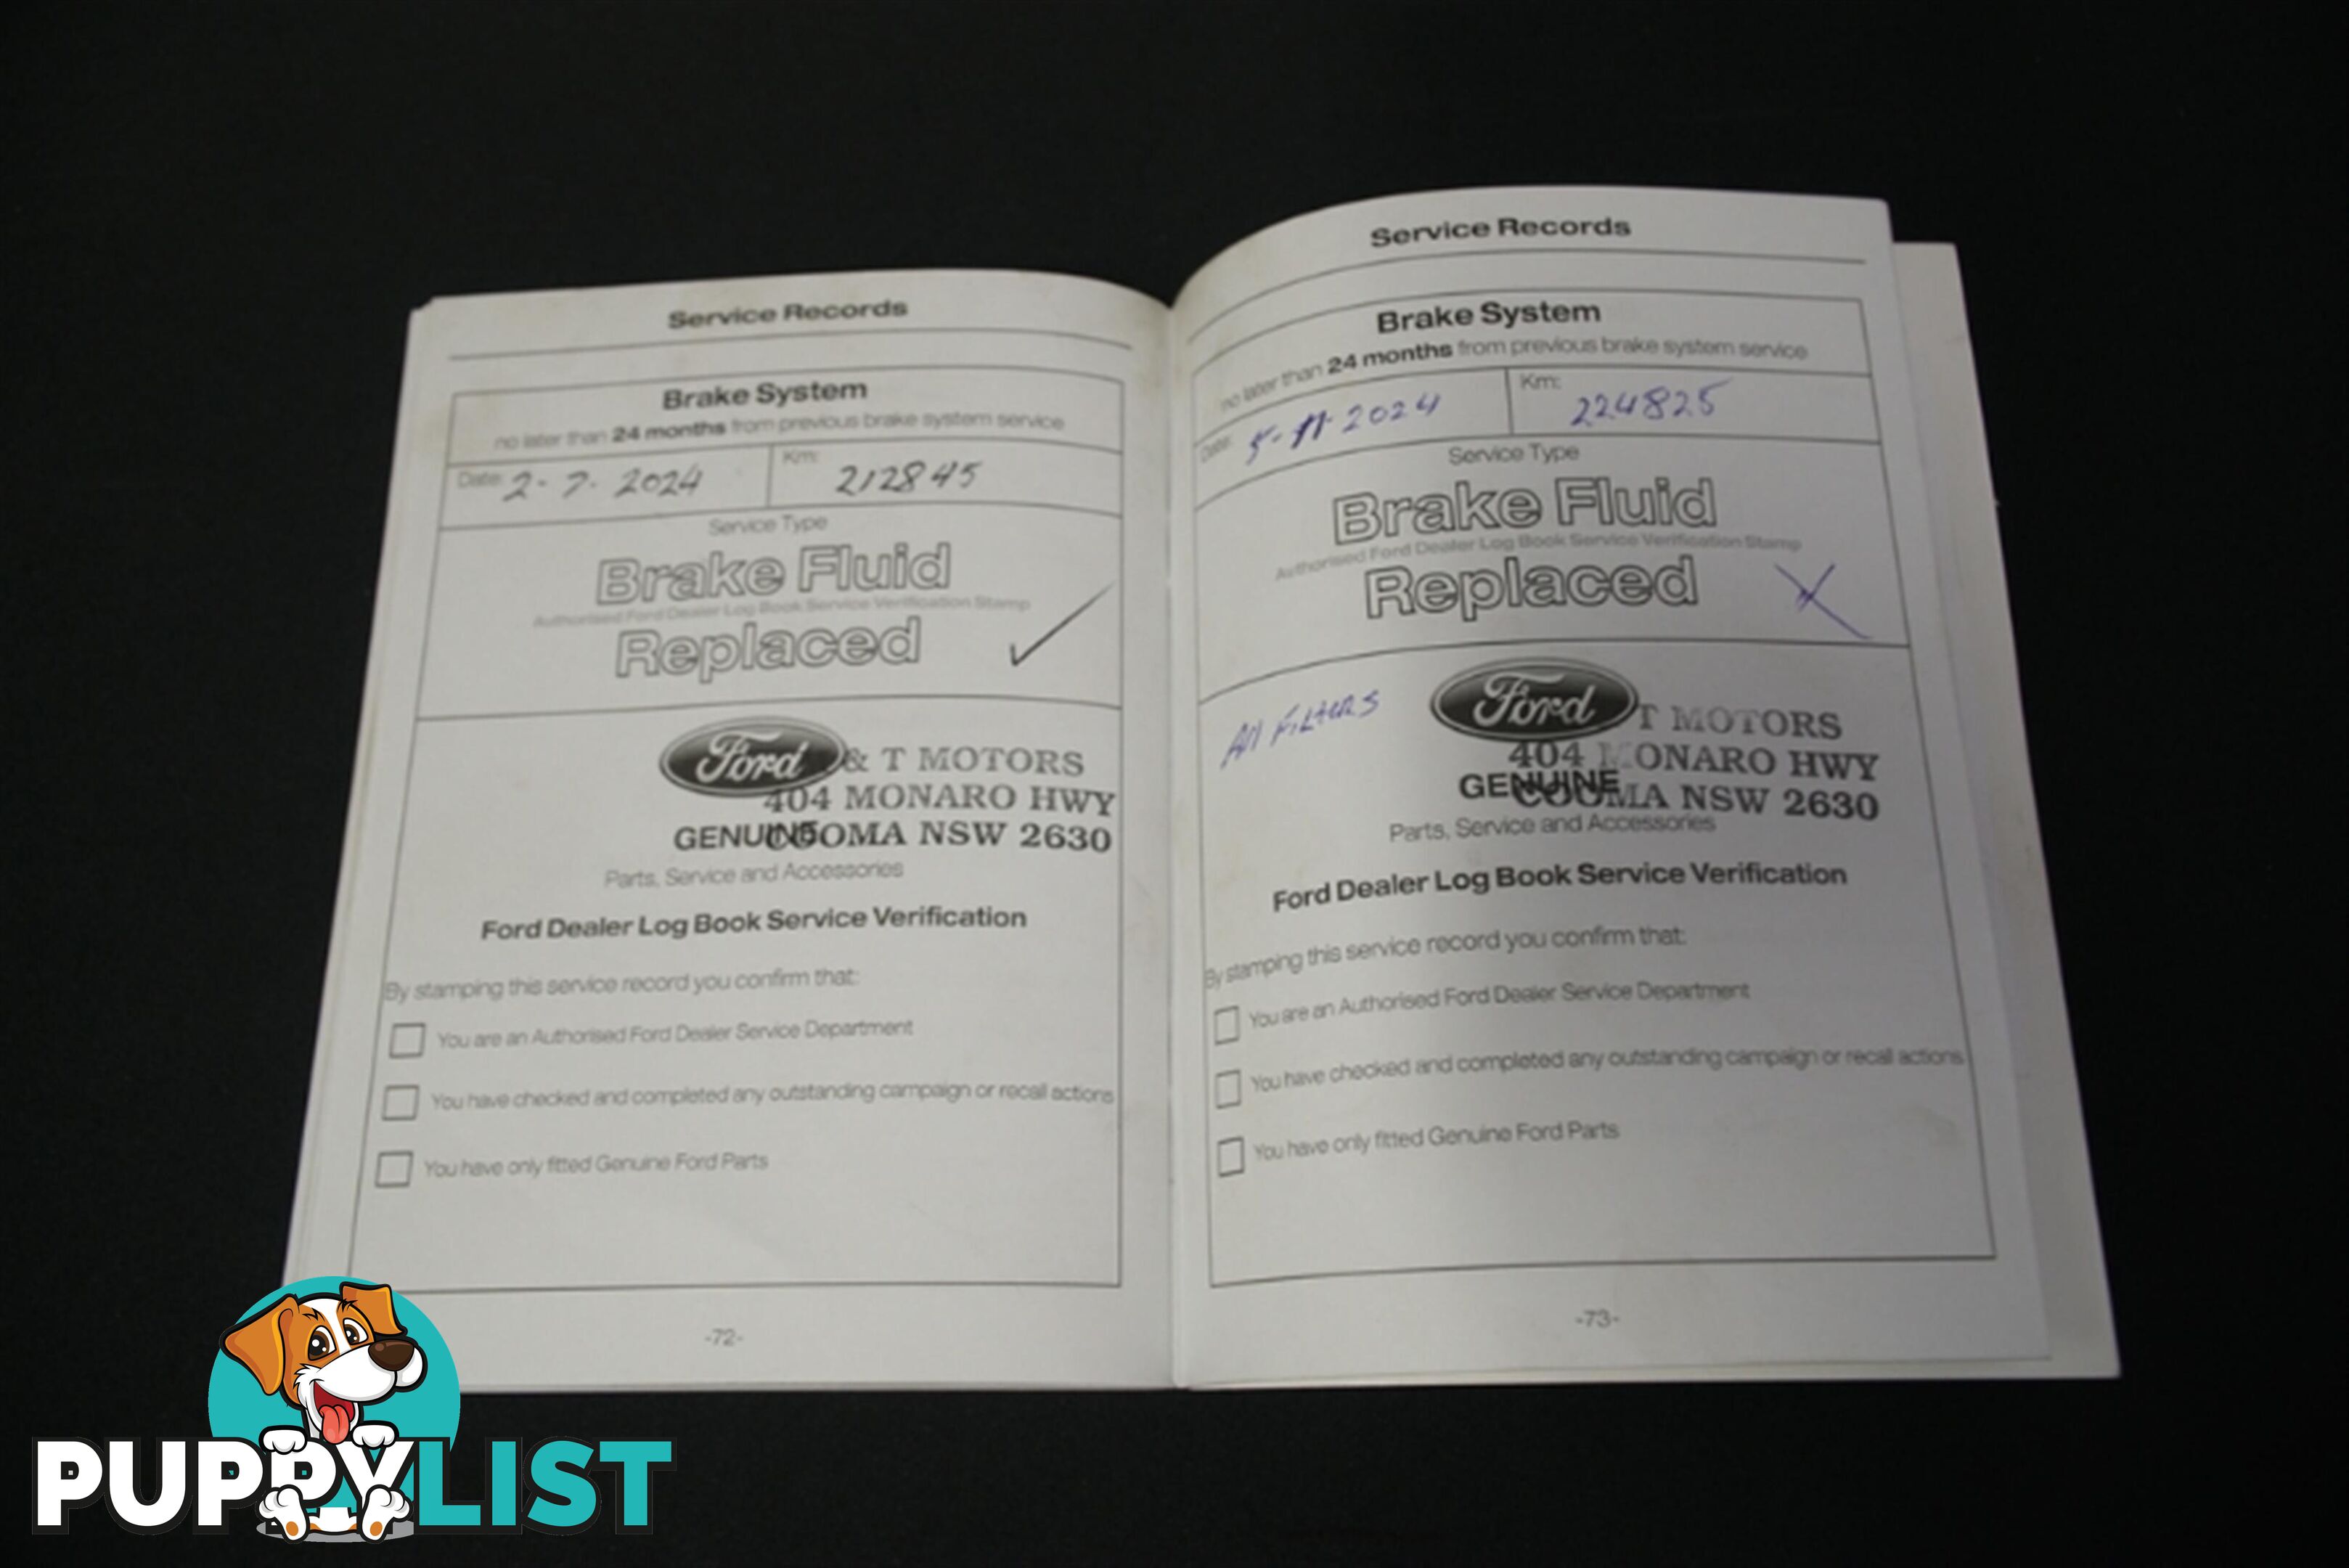 Service Records
Brake System
no later than 24 months from previous brake system service
Date: 2-7-2024 Km: 212845
Service Type
Brake Fluid
Authorised Ford Dealer Log Book Service Verification Stamp
Replaced
Ford & T MOTORS
404 MONARO HWY
GENUINE COOMA NSW 2630
Parts, Service and Accessories
Ford Dealer Log Book Service Verification
By stamping this service record you confirm that:
You are an Authorised Ford Dealer Service Department
You have checked and completed any outstanding campaign or recall actions
You have only fitted Genuine Ford Parts
-72-
Service Records
Brake System
no later than 24 months from previous brake system service
Date: 5-11-2024 Km: 224825
Service Type
Brake Fluid
Authorised Ford Dealer Log Book Service Verification Stamp
Replaced
All Filters
Ford T MOTORS
404 MONARO HWY
GENUINE COOMA NSW 2630
Parts, Service and Accessories
Ford Dealer Log Book Service Verification
By stamping this service record you confirm that:
You are an Authorised Ford Dealer Service Department
You have checked and completed any outstanding campaign or recall actions
You have only fitted Genuine Ford Parts
-73-
PUPPYLIST